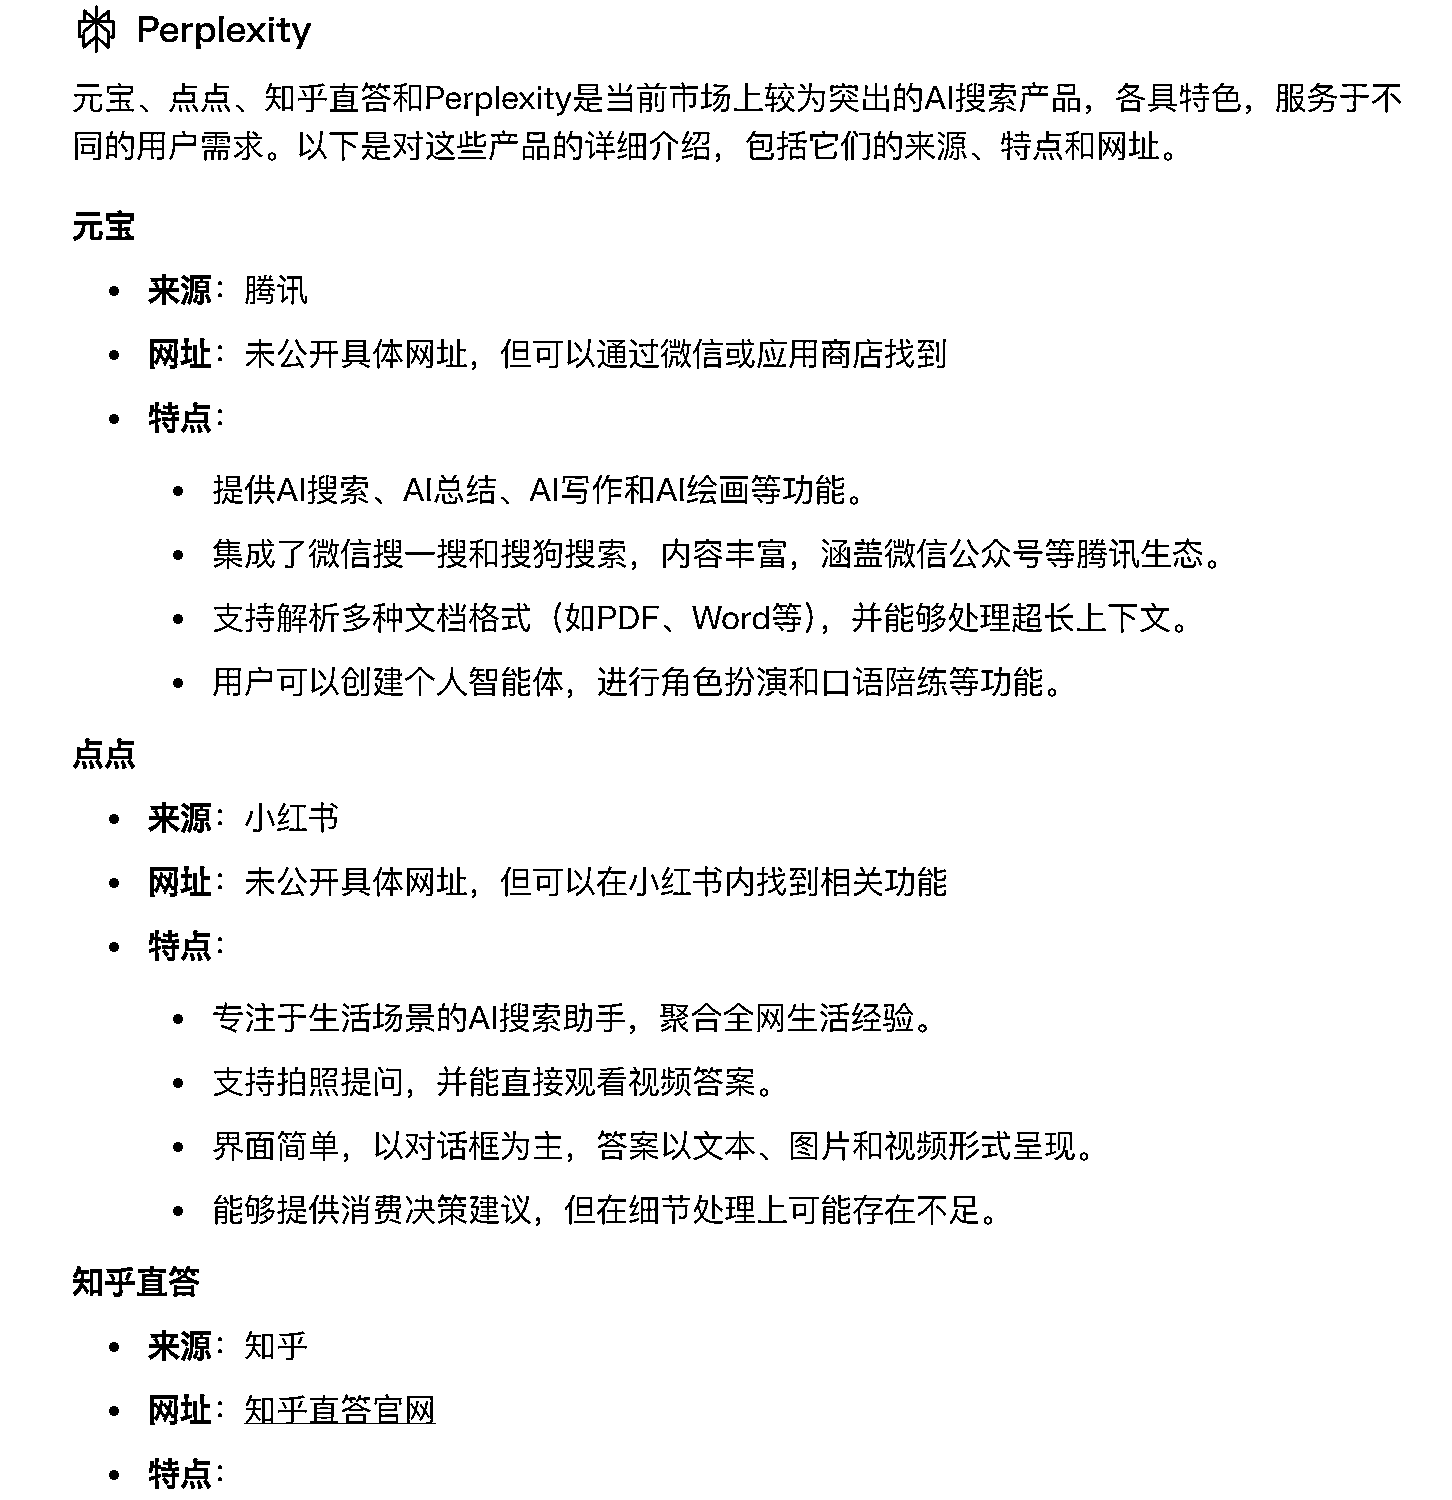 Perplexity
元宝、点点、知乎直答和Perplexity是当前市场上较为突出的AI搜索产品，各具特色，服务于不
同的用户需求。以下是对这些产品的详细介绍，包括它们的来源、特点和网址。
元宝
• 来源：腾讯
• 网址：未公开具体网址，但可以通过微信或应用商店找到
• 特点：
• 提供AI搜索、AI总结、AI写作和AI绘画等功能。
• 集成了微信搜一搜和搜狗搜索，内容丰富，涵盖微信公众号等腾讯生态。
• 支持解析多种文档格式（如PDF、Word等），并能够处理超长上下文。
• 用户可以创建个人智能体，进行角色扮演和口语陪练等功能。
点点
• 来源：小红书
• 网址：未公开具体网址，但可以在小红书内找到相关功能
• 特点：
• 专注于生活场景的AI搜索助手，聚合全网生活经验。
• 支持拍照提问，并能直接观看视频答案。
• 界面简单，以对话框为主，答案以文本、图片和视频形式呈现。
• 能够提供消费决策建议，但在细节处理上可能存在不足。
知乎直答
• 来源：知乎
• 网址：知乎直答官网
• 特点：